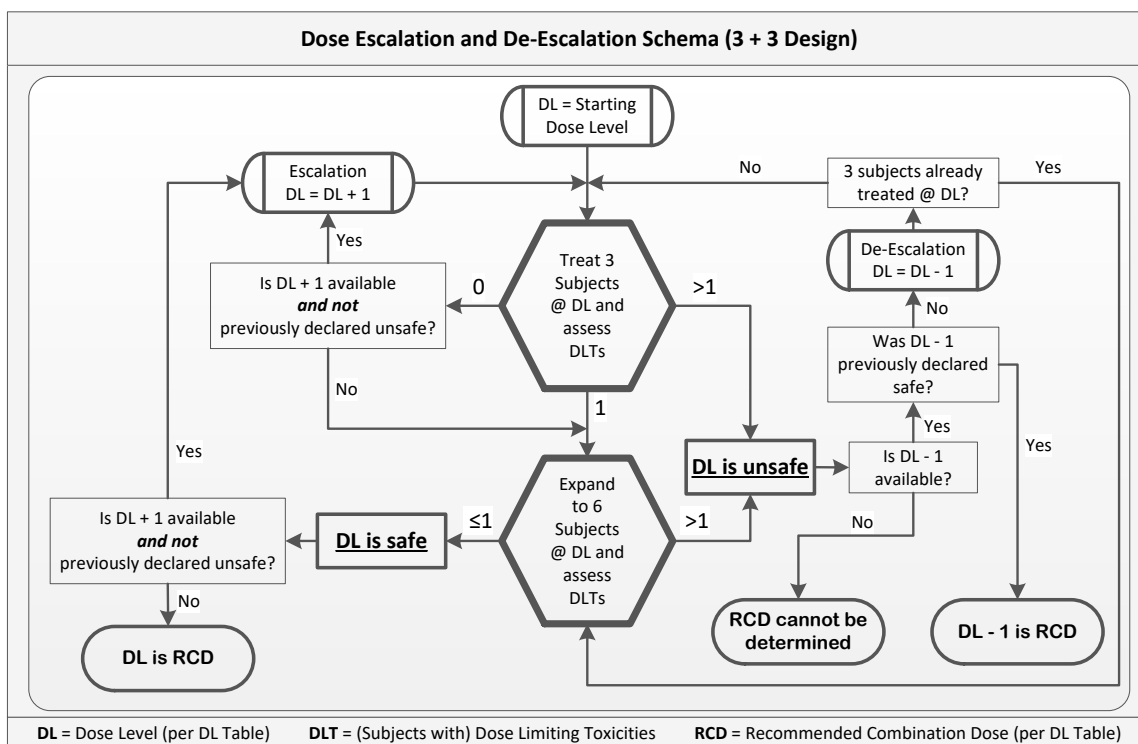 Dose Escalation and De-Escalation Schema (3 + 3 Design)
DL = Starting
Dose Level
Escalation
DL = DL + 1
No
3 subjects already
treated @ DL?
Yes
Yes
De-Escalation
DL = DL - 1
Is DL + 1 available
and not
previously declared unsafe?
0
Treat 3
Subjects
@ DL and
assess
DLTs
>1
No
Was DL - 1
previously declared
safe?
No
1
Yes
Yes
Yes
DL is unsafe
Is DL - 1
available?
Is DL + 1 available
and not
previously declared unsafe?
DL is safe
≤1
Expand
to 6
Subjects
@ DL and
assess
DLTs
>1
No
No
DL is RCD
RCD cannot be
determined
DL - 1 is RCD
DL = Dose Level (per DL Table) DLT = (Subjects with) Dose Limiting Toxicities RCD = Recommended Combination Dose (per DL Table)